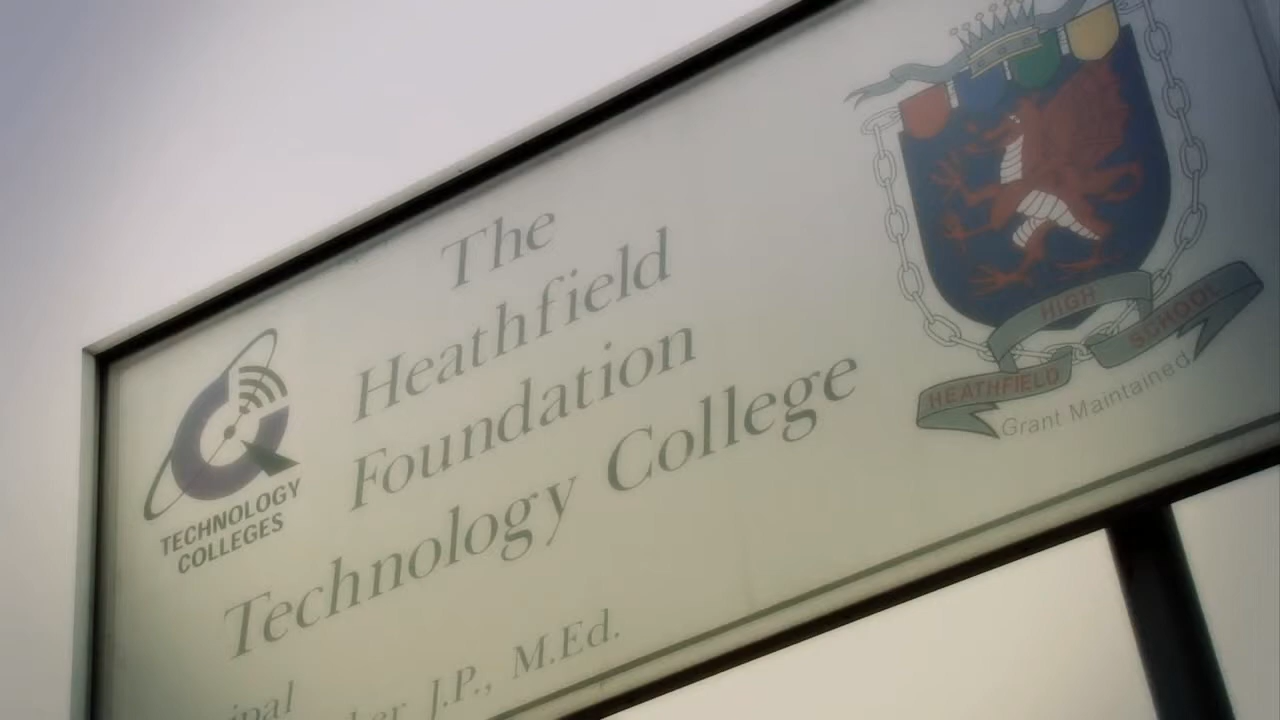 The
Heathfield
Foundation
Technology College
TECHNOLOGY
COLLEGES
HEATHFIELD HIGH SCHOOL
Grant Maintained
J.P., M.Ed.